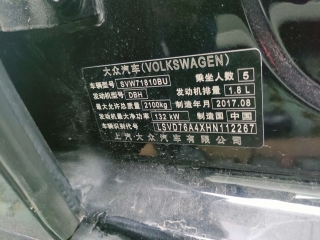 大众汽车(VOLKSWAGEN)
车辆型号 SVW71810BU 乘坐人数 5
发动机型号 DBH 发动机排量 1.8 L
最大允许总质量 2100kg 制造年月 2017.08
发动机最大净功率 132 kW 制造国 中国
车辆识别代号 LSVD76A4XHN112267
上汽大众汽车有限公司